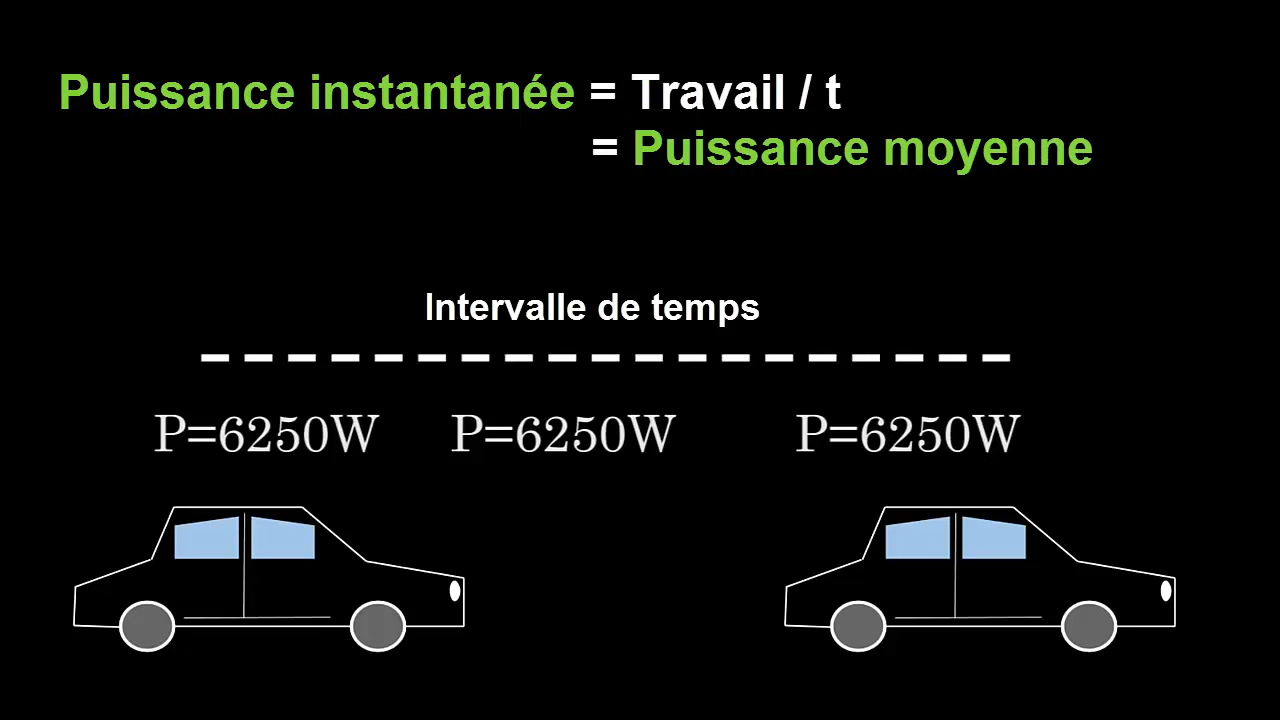 Puissance instantanée = Travail / t
= Puissance moyenne
Intervalle de temps
P=6250W P=6250W P=6250W